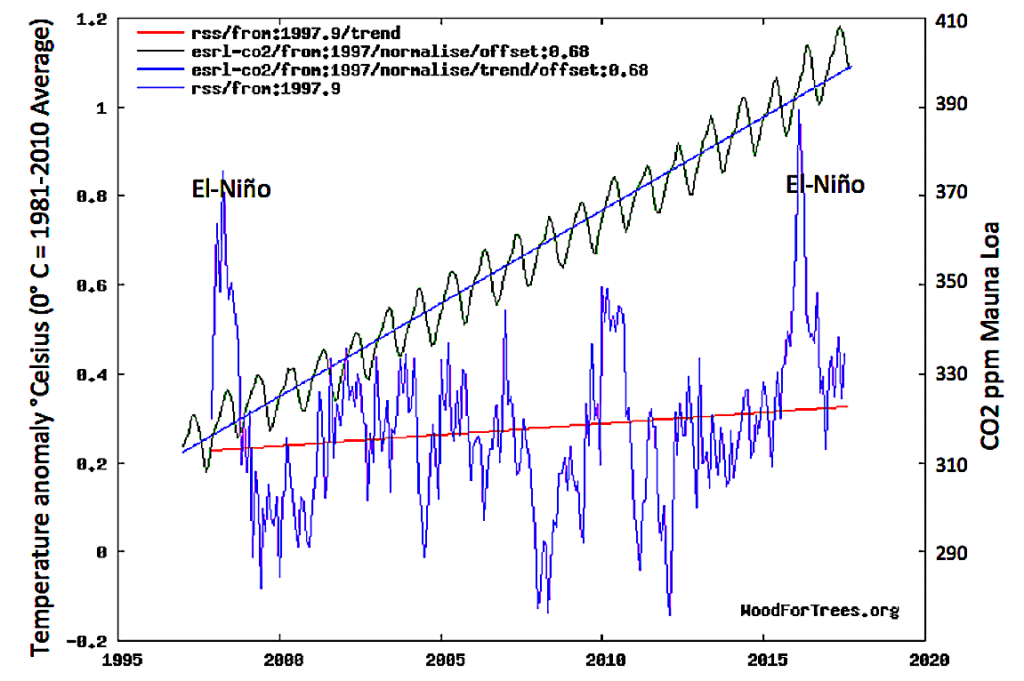 rss/from:1997.9/trend
esrl-co2/from:1997/normalise/offset:0.68
esrl-co2/from:1997/normalise/trend/offset:0.68
rss/from:1997.9
El-Niño
El-Niño
WoodForTrees.org
Temperature anomaly °Celsius (0° C = 1981-2010 Average)
1.2
1
0.8
0.6
0.4
0.2
0
-0.2
410
390
370
350
330
310
290
CO2 ppm Mauna Loa
1995
2000
2005
2010
2015
2020